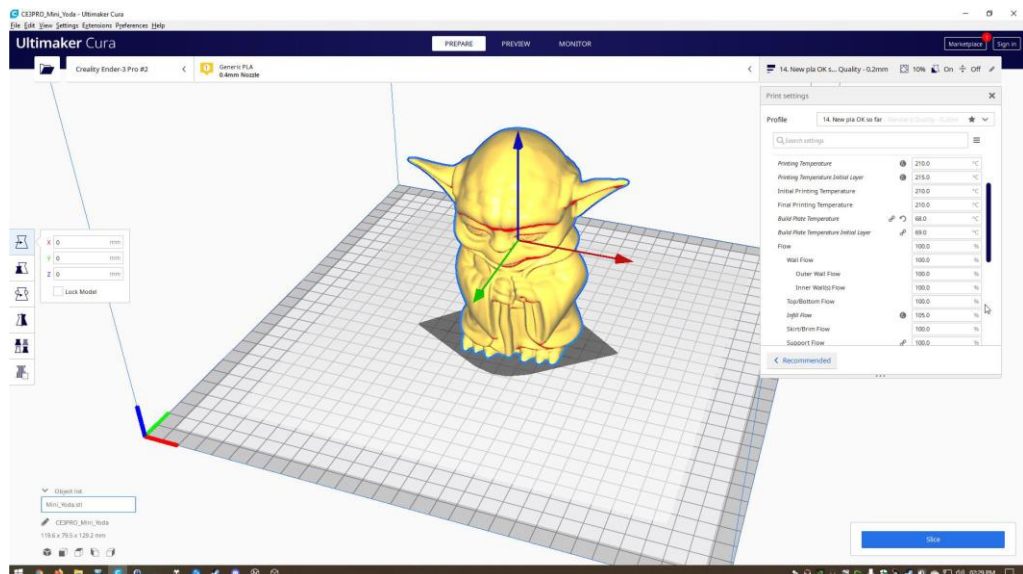 CE3PRO_Mini_Yoda - Ultimaker Cura
File Edit View Settings Extensions Preferences Help
Ultimaker Cura
PREPARE PREVIEW MONITOR
Marketplace 1 Sign in
Creality Ender-3 Pro #2
Generic PLA
0.4mm Nozzle
14. New pla OK s... Quality - 0.2mm 10% On Off
Print settings
Profile 14. New pla OK so far
Search settings
Printing Temperature 210.0 °C
Printing Temperature Initial Layer 215.0 °C
Initial Printing Temperature 210.0 °C
Final Printing Temperature 210.0 °C
Build Plate Temperature 68.0 °C
Build Plate Temperature Initial Layer 69.0 °C
Flow 100.0 %
Wall Flow 100.0 %
Outer Wall Flow 100.0 %
Inner Wall(s) Flow 100.0 %
Top/Bottom Flow 100.0 %
Infill Flow 105.0 %
Skirt/Brim Flow 100.0 %
Support Flow 100.0 %
Recommended
X 0 mm
Y 0 mm
Z 0 mm
Lock Model
Object list
Mini_Yoda.stl
CE3PRO_Mini_Yoda
119.6 x 79.5 x 129.2 mm
Slice